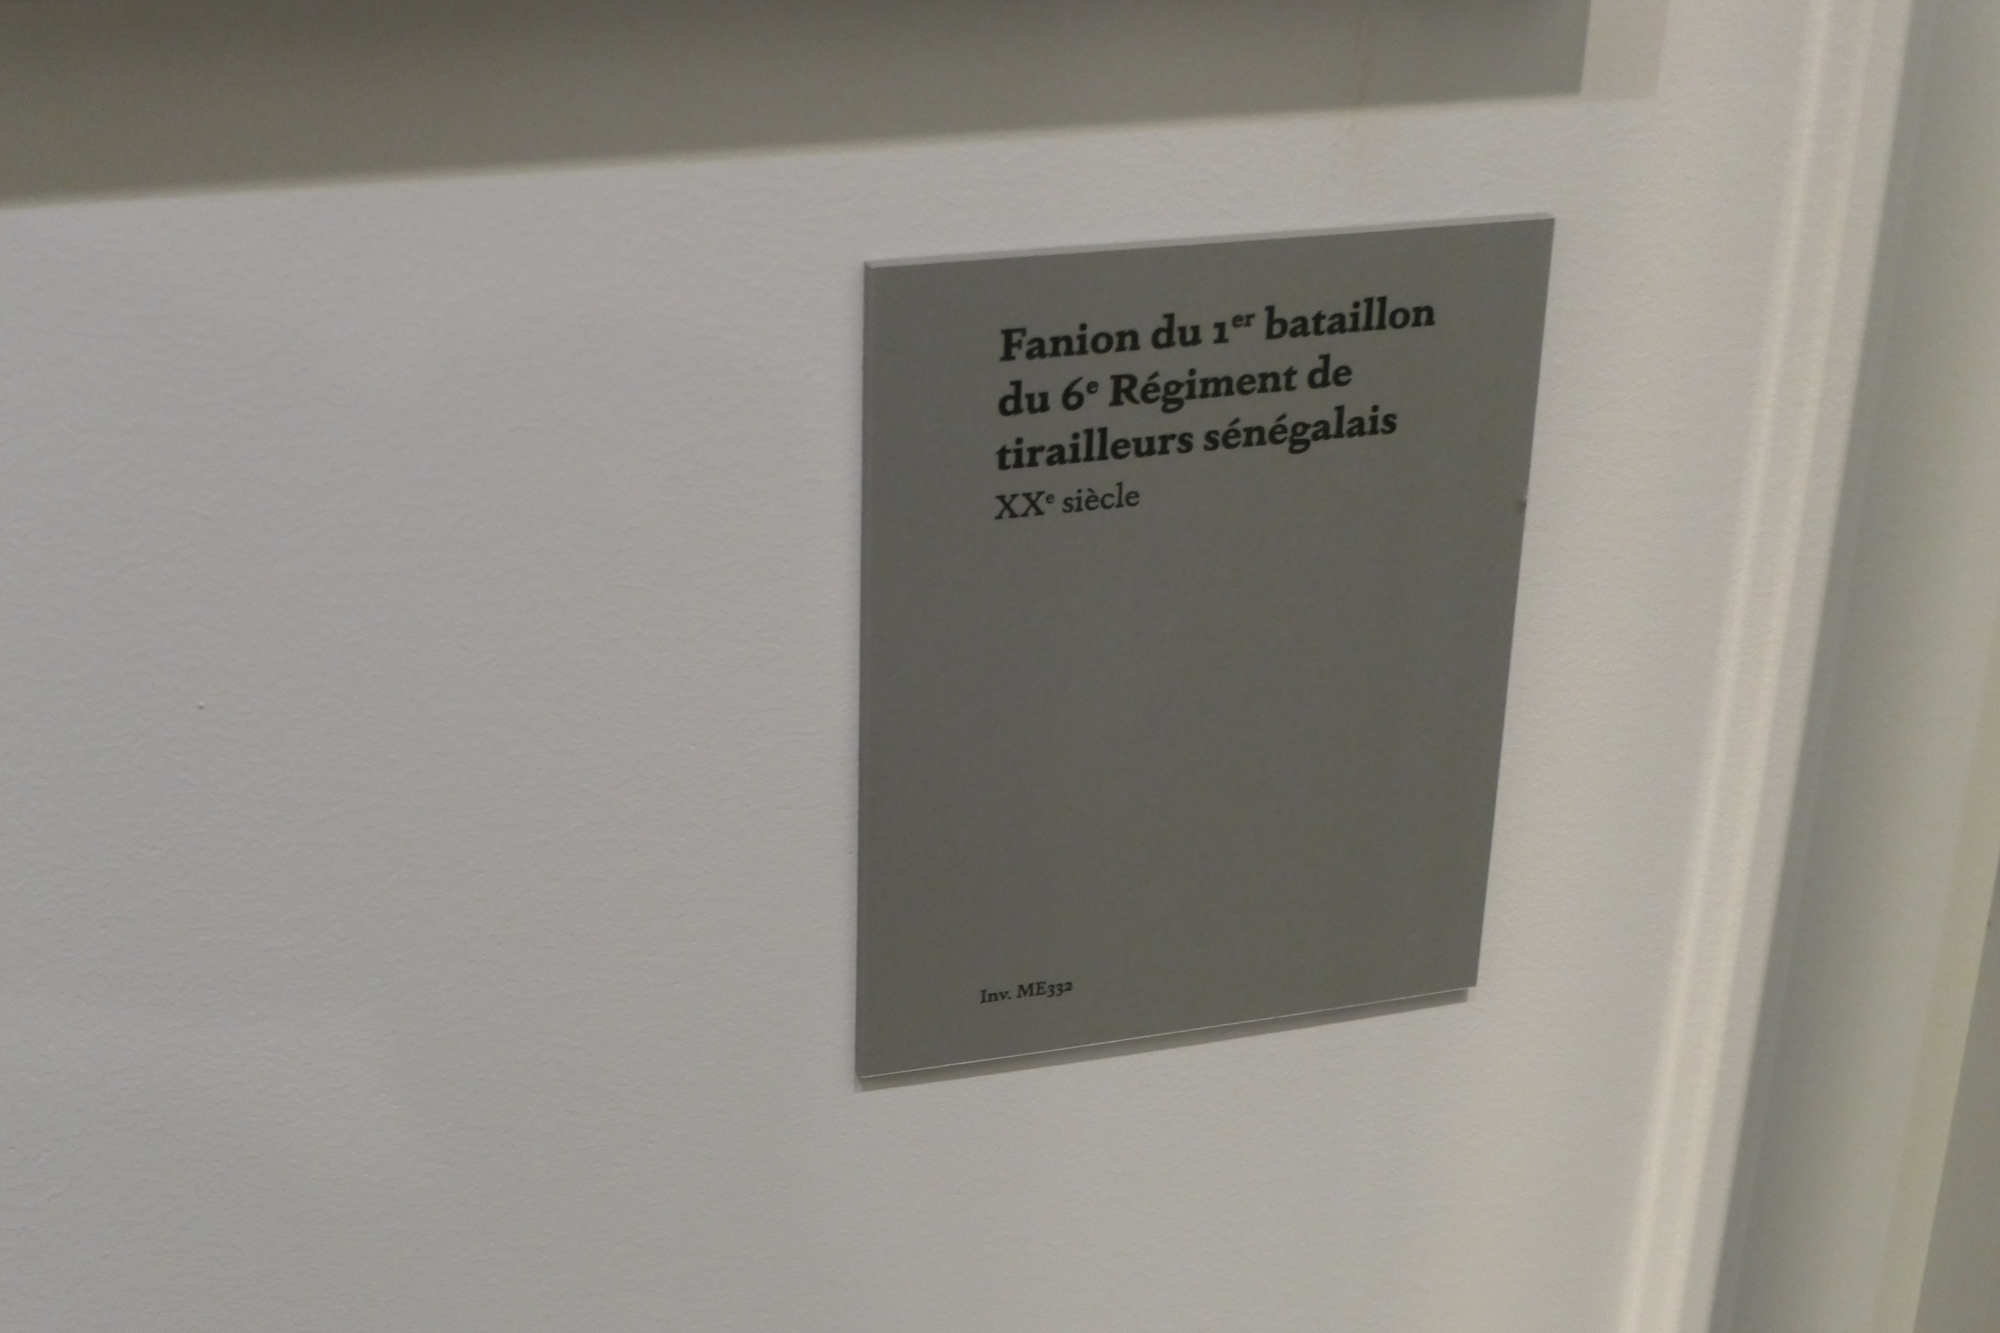 Fanion du 1er bataillon
du 6e Régiment de
tirailleurs sénégalais
XXe siècle
Inv. ME332